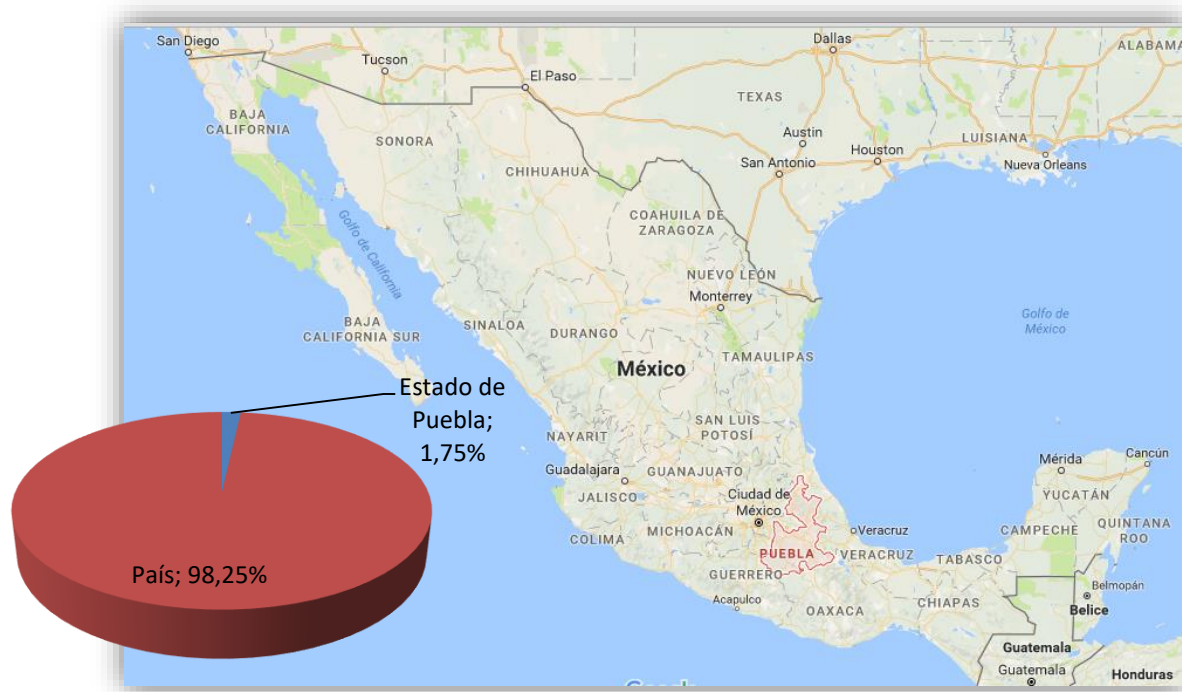 San Diego
Tucson
El Paso
Dallas
ALABAMA
BAJA
CALIFORNIA
SONORA
CHIHUAHUA
TEXAS
Austin
San Antonio
Houston
LUISIANA
Nueva Orleans
COAHUILA DE
ZARAGOZA
Golfo de California
NUEVO LEÓN
Monterrey
BAJA
CALIFORNIA SUR
SINALOA
DURANGO
TAMAULIPAS
México
Golfo de
México
Estado de
Puebla;
1,75%
SAN LUIS
POTOSÍ
NAYARIT
Guadalajara
GUANAJUATO
JALISCO
Ciudad de
México
Mérida
Cancún
YUCATÁN
COLIMA
MICHOACÁN
Veracruz
CAMPECHE
QUINTANA
ROO
PUEBLA
VERACRUZ
TABASCO
País; 98,25%
GUERRERO
Acapulco
OAXACA
CHIAPAS
Belmopán
Belice
Guatemala
Guatemala
Honduras